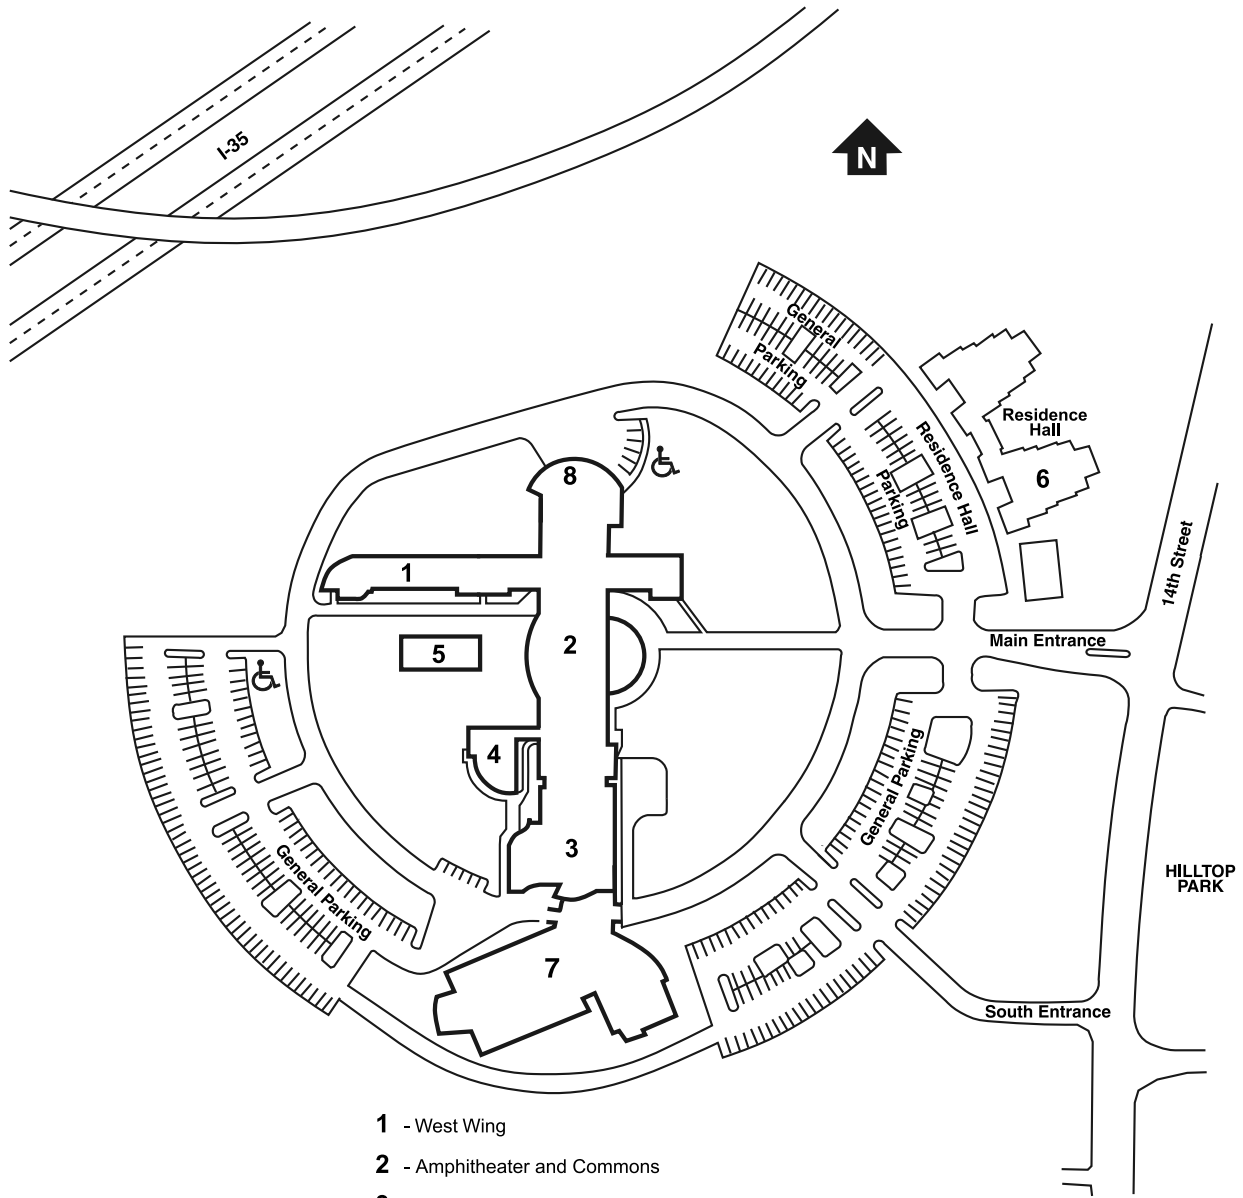 I-35
N
General
Parking
Residence
Hall
Residence Hall
Parking
6
8
1
14th Street
Main Entrance
2
5
4
General Parking
3
General Parking
HILLTOP
PARK
7
South Entrance
1 - West Wing
2 - Amphitheater and Commons